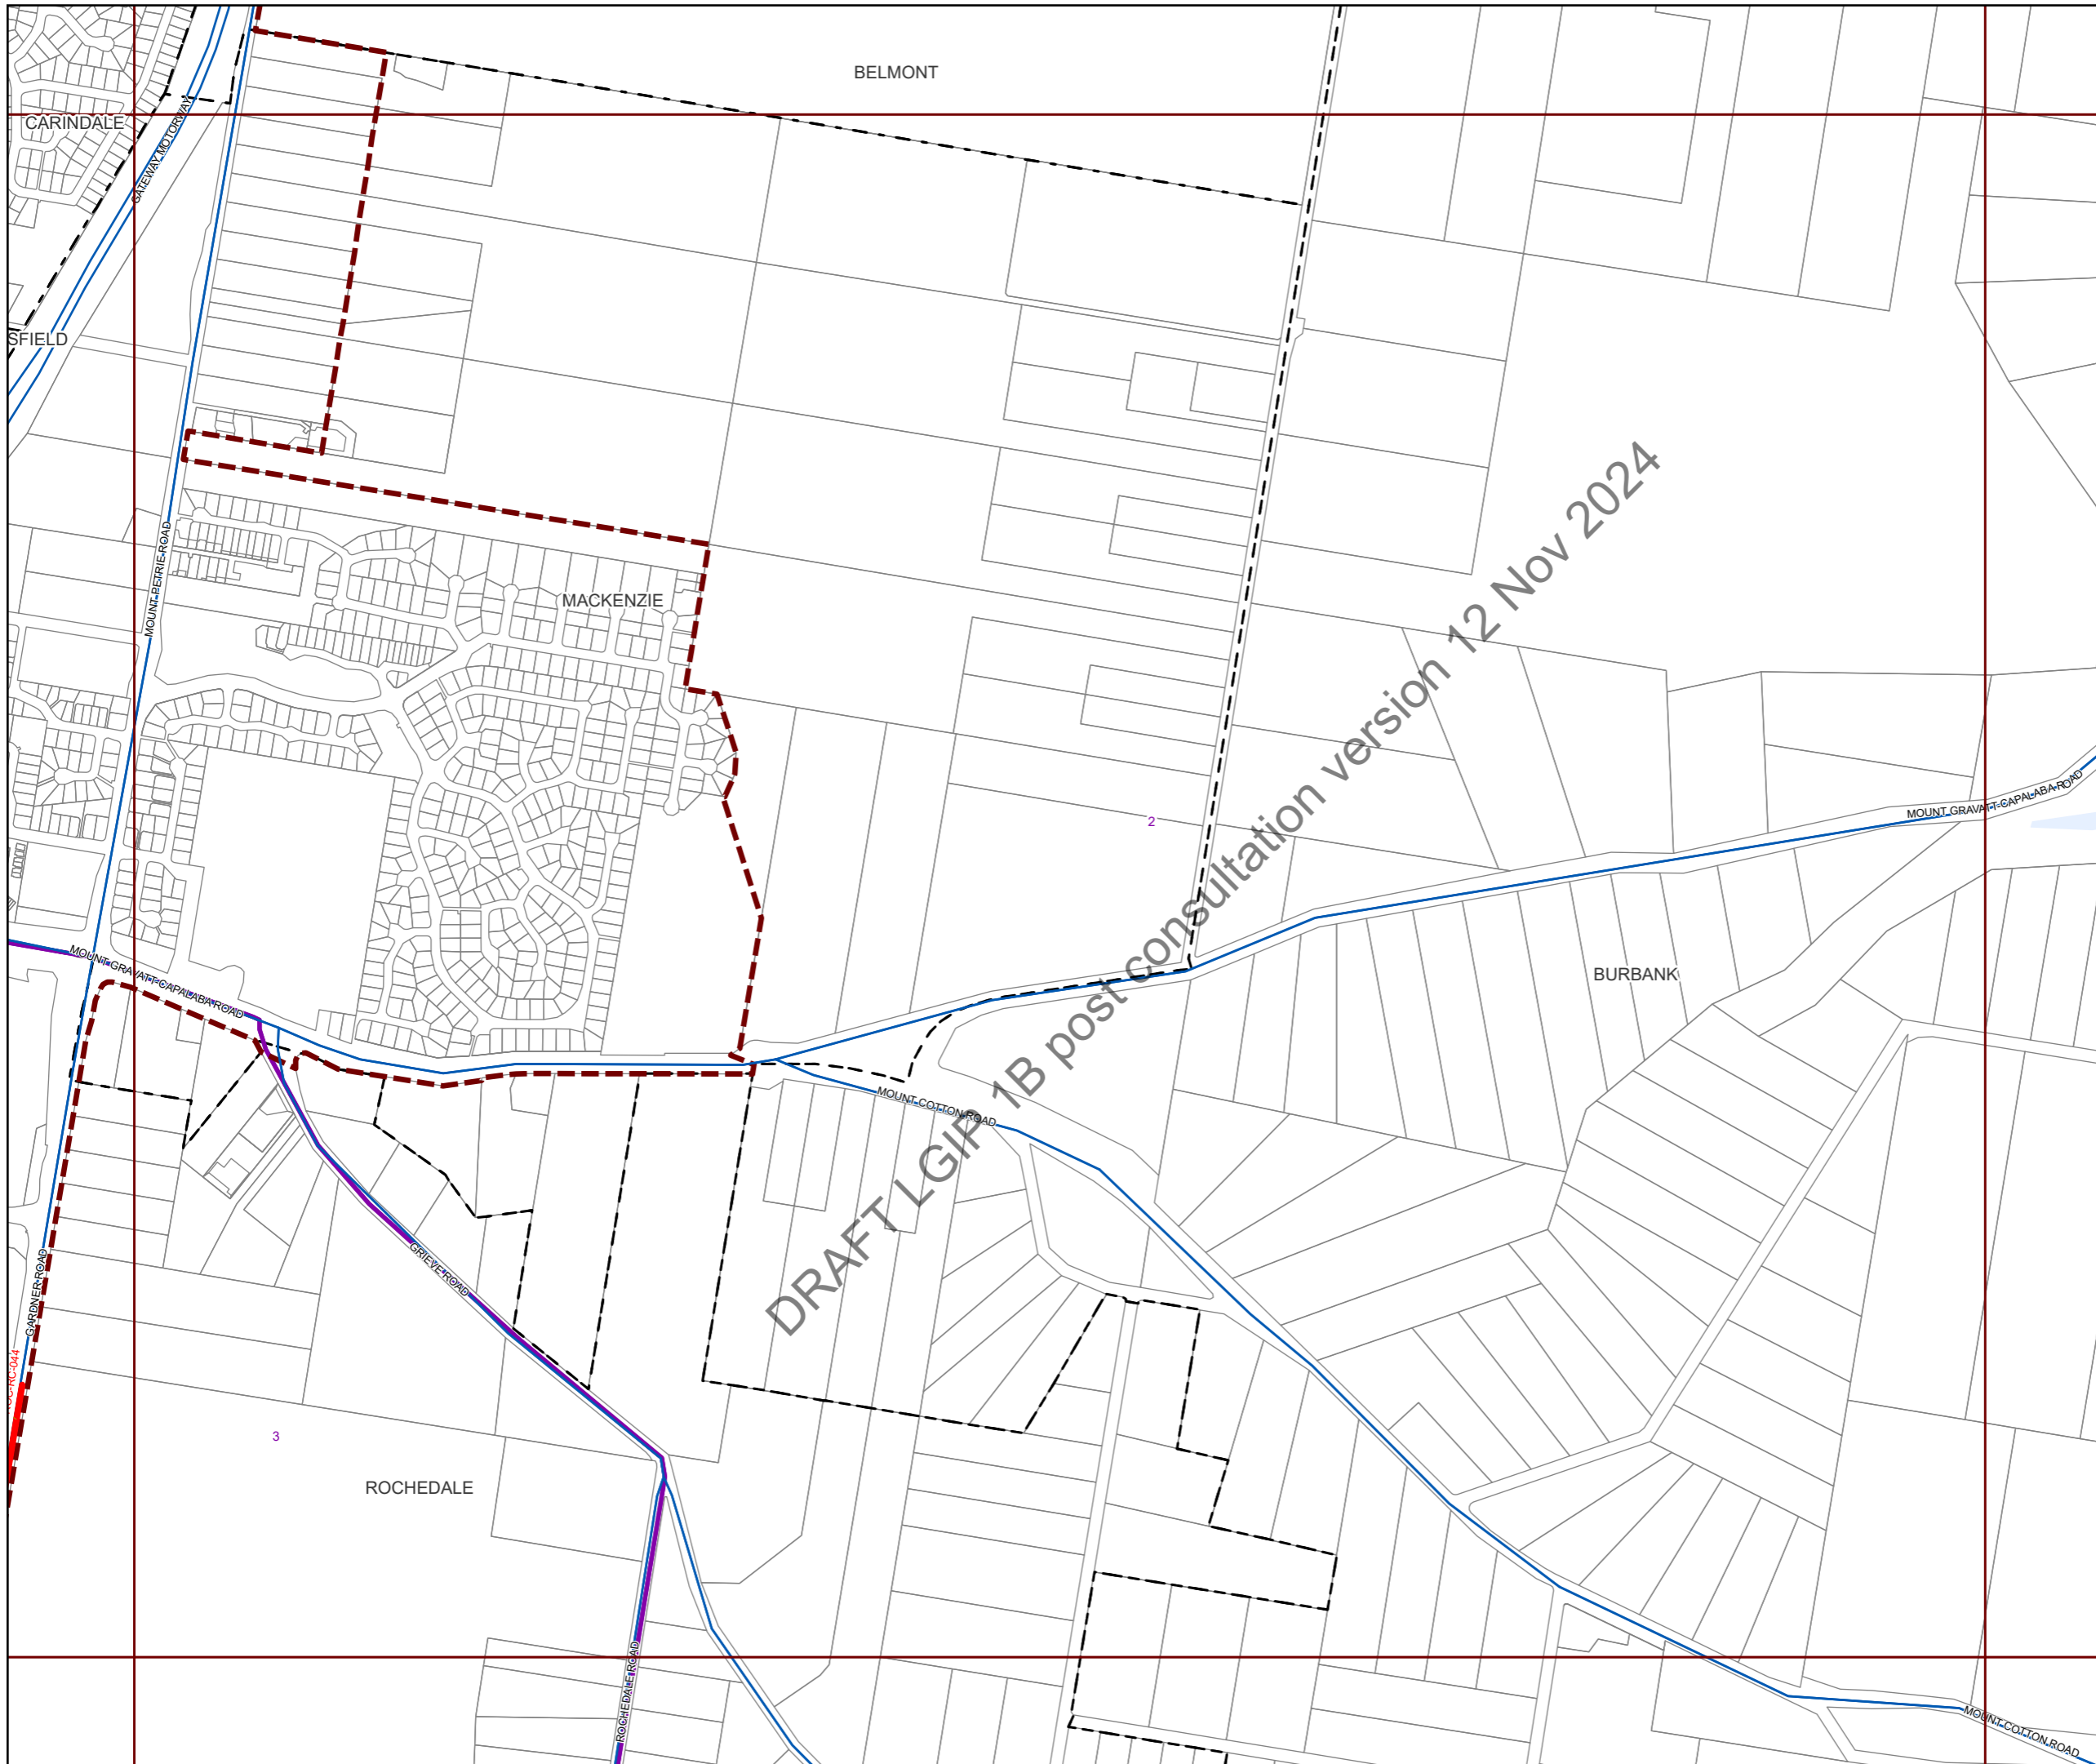 BELMONT
CARINDALE
GATEWAY MOTORWAY
SFIELD
MOUNT PETRIE ROAD
MACKENZIE
2
MOUNT GRAVATT-CAPALABA ROAD
DRAFT LGIP 1B post consultation version 12 Nov 2024
MOUNT GRAVATT-CAPALABA ROAD
BURBANK
MOUNT COTTON ROAD
GRIEVE ROAD
GARDNER ROAD
3
ROCHEDALE
ROCHEDALE ROAD
MOUNT COTTON ROAD